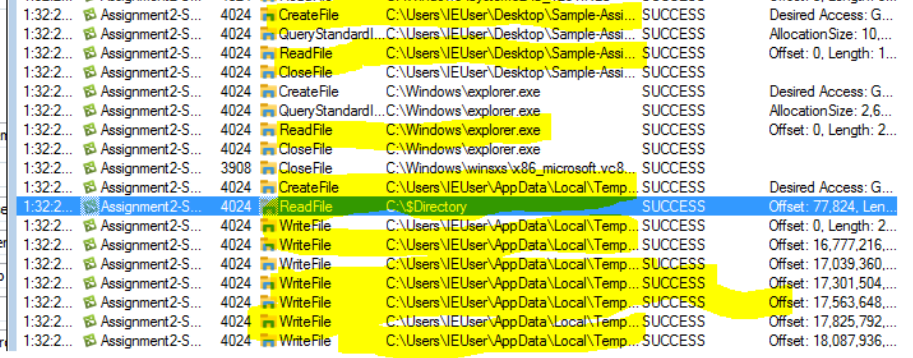 1:32:2... Assignment2-S... 4024 CreateFile C:\Users\IEUser\Desktop\Sample-Assi... SUCCESS Desired Access: G...
1:32:2... Assignment2-S... 4024 QueryStandardI... C:\Users\IEUser\Desktop\Sample-Assi... SUCCESS AllocationSize: 10,...
1:32:2... Assignment2-S... 4024 ReadFile C:\Users\IEUser\Desktop\Sample-Assi... SUCCESS Offset: 0, Length: 1...
1:32:2... Assignment2-S... 4024 CloseFile C:\Users\IEUser\Desktop\Sample-Assi... SUCCESS
1:32:2... Assignment2-S... 4024 CreateFile C:\Windows\explorer.exe SUCCESS Desired Access: G...
1:32:2... Assignment2-S... 4024 QueryStandardI... C:\Windows\explorer.exe SUCCESS AllocationSize: 2,6...
1:32:2... Assignment2-S... 4024 ReadFile C:\Windows\explorer.exe SUCCESS Offset: 0, Length: 2...
1:32:2... Assignment2-S... 4024 CloseFile C:\Windows\explorer.exe SUCCESS
1:32:2... Assignment2-S... 3908 CloseFile C:\Windows\winsxs\x86_microsoft.vc8... SUCCESS
1:32:2... Assignment2-S... 4024 CreateFile C:\Users\IEUser\AppData\Local\Temp... SUCCESS Desired Access: G...
1:32:2... Assignment2-S... 4024 ReadFile C:\$Directory SUCCESS Offset: 77,824, Len...
1:32:2... Assignment2-S... 4024 WriteFile C:\Users\IEUser\AppData\Local\Temp... SUCCESS Offset: 0, Length: 2...
1:32:2... Assignment2-S... 4024 WriteFile C:\Users\IEUser\AppData\Local\Temp... SUCCESS Offset: 16,777,216,...
1:32:2... Assignment2-S... 4024 WriteFile C:\Users\IEUser\AppData\Local\Temp... SUCCESS Offset: 17,039,360,...
1:32:2... Assignment2-S... 4024 WriteFile C:\Users\IEUser\AppData\Local\Temp... SUCCESS Offset: 17,301,504,...
1:32:2... Assignment2-S... 4024 WriteFile C:\Users\IEUser\AppData\Local\Temp... SUCCESS Offset: 17,563,648,...
1:32:2... Assignment2-S... 4024 WriteFile C:\Users\IEUser\AppData\Local\Temp... SUCCESS Offset: 17,825,792,...
1:32:2... Assignment2-S... 4024 WriteFile C:\Users\IEUser\AppData\Local\Temp... SUCCESS Offset: 18,087,936,...